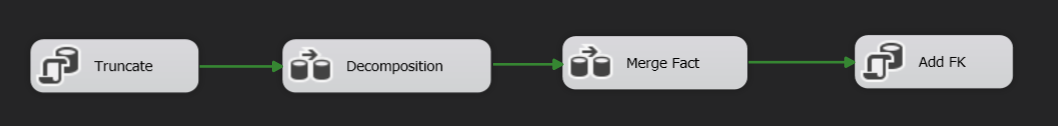 Truncate
Decomposition
Merge Fact
Add FK